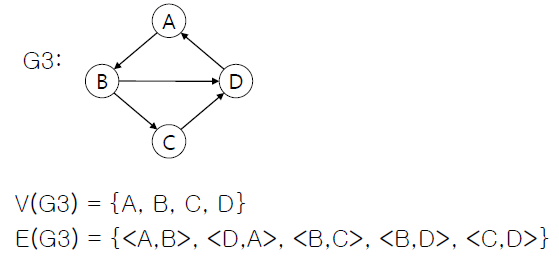 A
G3:
B
D
C
V(G3) = {A, B, C, D}
E(G3) = {<A,B>, <D,A>, <B,C>, <B,D>, <C,D>}